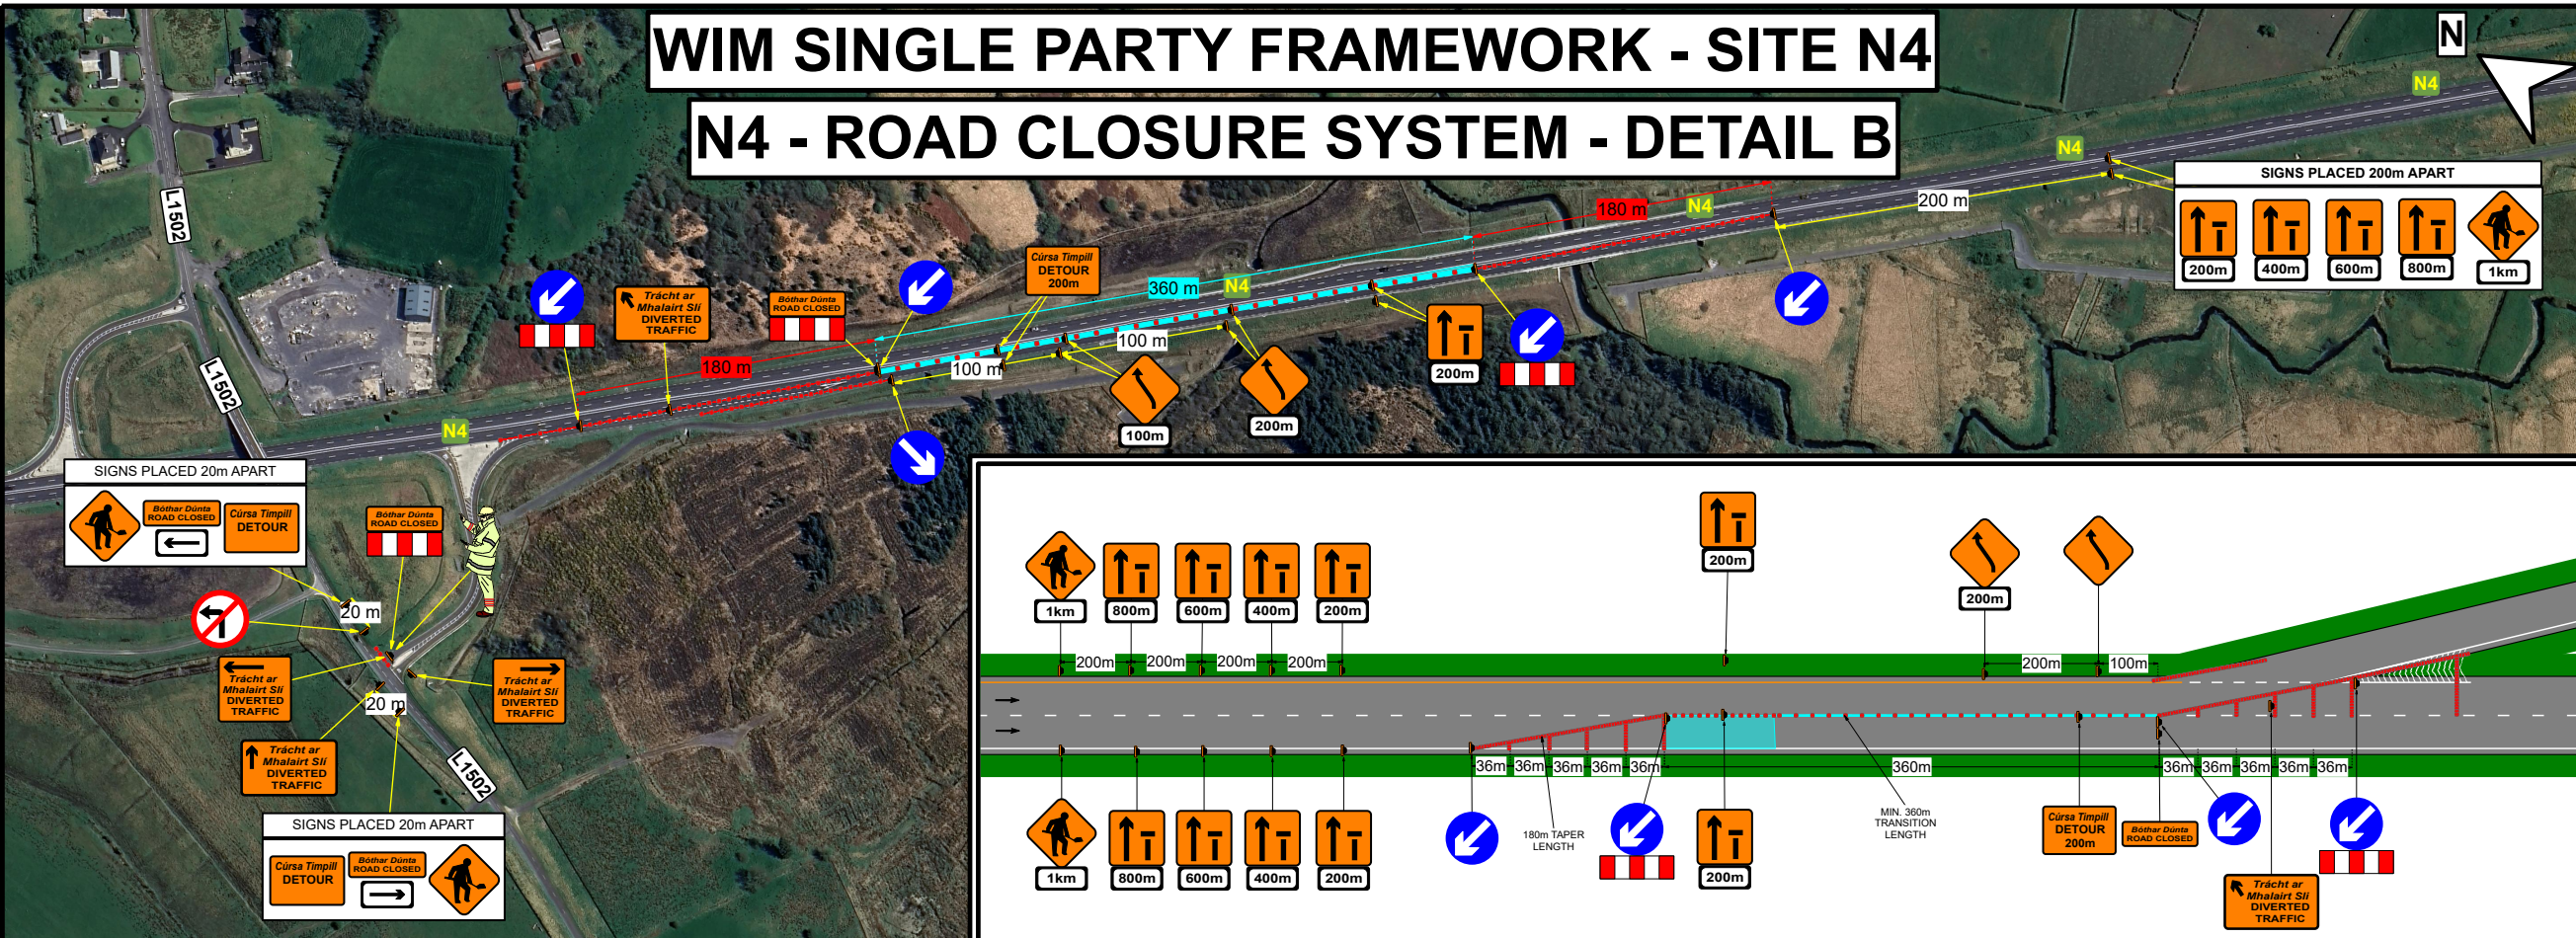 WIM SINGLE PARTY FRAMEWORK - SITE N4
N4 - ROAD CLOSURE SYSTEM - DETAIL B
N
N4
N4
SIGNS PLACED 200m APART
200m
400m
600m
800m
1km
200 m
N4
180 m
L1502
Cúrsa Timpill
DETOUR
200m
360 m
N4
Trácht ar
Mhalairt Slí
DIVERTED
TRAFFIC
Bóthar Dúnta
ROAD CLOSED
100 m
100 m
180 m
200m
200m
100m
L1502
N4
SIGNS PLACED 20m APART
Bóthar Dúnta
ROAD CLOSED
Cúrsa Timpill
DETOUR
Bóthar Dúnta
ROAD CLOSED
20 m
Trácht ar
Mhalairt Slí
DIVERTED
TRAFFIC
Trácht ar
Mhalairt Slí
DIVERTED
TRAFFIC
20 m
Trácht ar
Mhalairt Slí
DIVERTED
TRAFFIC
L1502
SIGNS PLACED 20m APART
Cúrsa Timpill
DETOUR
Bóthar Dúnta
ROAD CLOSED
1km
800m
600m
400m
200m
200m
200m
200m
200m
200m
200m
200m
100m
36m
36m
36m
36m
36m
360m
36m
36m
36m
36m
36m
1km
800m
600m
400m
200m
180m TAPER
LENGTH
200m
MIN. 360m
TRANSITION
LENGTH
Cúrsa Timpill
DETOUR
200m
Bóthar Dúnta
ROAD CLOSED
Trácht ar
Mhalairt Slí
DIVERTED
TRAFFIC